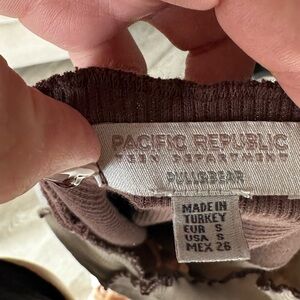 PACIFIC REPUBLIC
TEEN DEPARTMENT
PULL&BEAR
MADE IN
TURKEY
EUR S
USA S
MEX 26